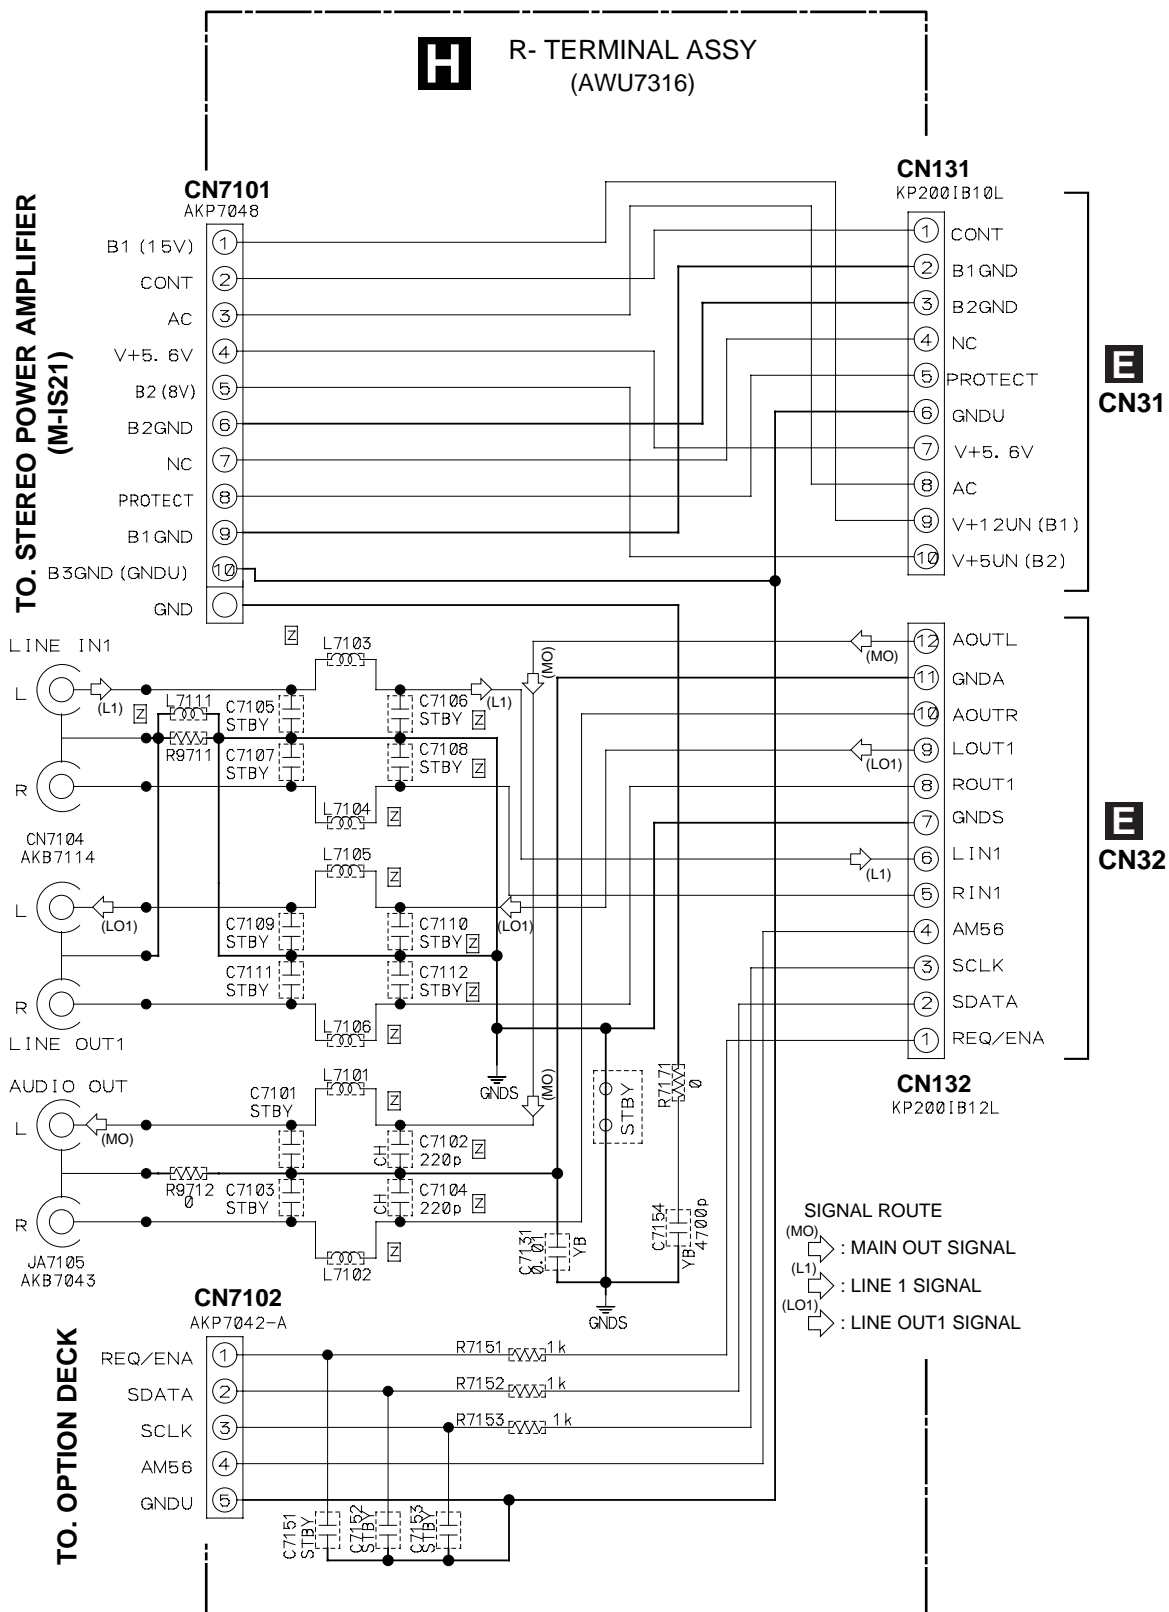 H
R- TERMINAL ASSY
(AWU7316)
TO. STEREO POWER AMPLIFIER
(M-IS21)
CN7101
AKP7048
B1 (15V) 1
CONT 2
AC 3
V+5. 6V 4
B2 (8V) 5
B2GND 6
NC 7
PROTECT 8
B1GND 9
B3GND (GNDU) 10
GND
CN131
KP200IB10L
1 CONT
2 B1GND
3 B2GND
4 NC
5 PROTECT
6 GNDU
7 V+5. 6V
8 AC
9 V+12UN (B1)
10 V+5UN (B2)
E
CN31
12 AOUTL
11 GNDA
10 AOUTR
9 LOUT1
8 ROUT1
7 GNDS
6 LIN1
5 RIN1
4 AM56
3 SCLK
2 SDATA
1 REQ/ENA
CN132
KP200IB12L
E
CN32
(MO)
(LO1)
(L1)
LINE IN1
L
(L1)
Z
L7111
R9711
R
CN7104
AKB7114
Z
L7103
C7105
STBY
C7106
STBY Z
(L1)
C7107
STBY
C7108
STBY Z
L7104
Z
(MO)
L7105
Z
L
(LO1)
C7109
STBY
C7110
STBY Z
(LO1)
C7111
STBY
C7112
STBY Z
R
L7106
Z
LINE OUT1
GNDS
AUDIO OUT
L
(MO)
C7101
STBY
L7101
Z
(MO)
CH
C7102
220p
Z
R9712
0
C7103
STBY
CH
C7104
220p
Z
R
L7102
Z
JA7105
AKB7043
STBY
R7171
0
C7131
0.01
YB
C7154
4700p
YB
GNDS
SIGNAL ROUTE
(MO)
: MAIN OUT SIGNAL
(L1)
: LINE 1 SIGNAL
(LO1)
: LINE OUT1 SIGNAL
TO. OPTION DECK
CN7102
AKP7042-A
REQ/ENA 1
SDATA 2
SCLK 3
AM56 4
GNDU 5
R7151 1k
R7152 1k
R7153 1k
C7151
STBY
C7152
STBY
C7153
STBY